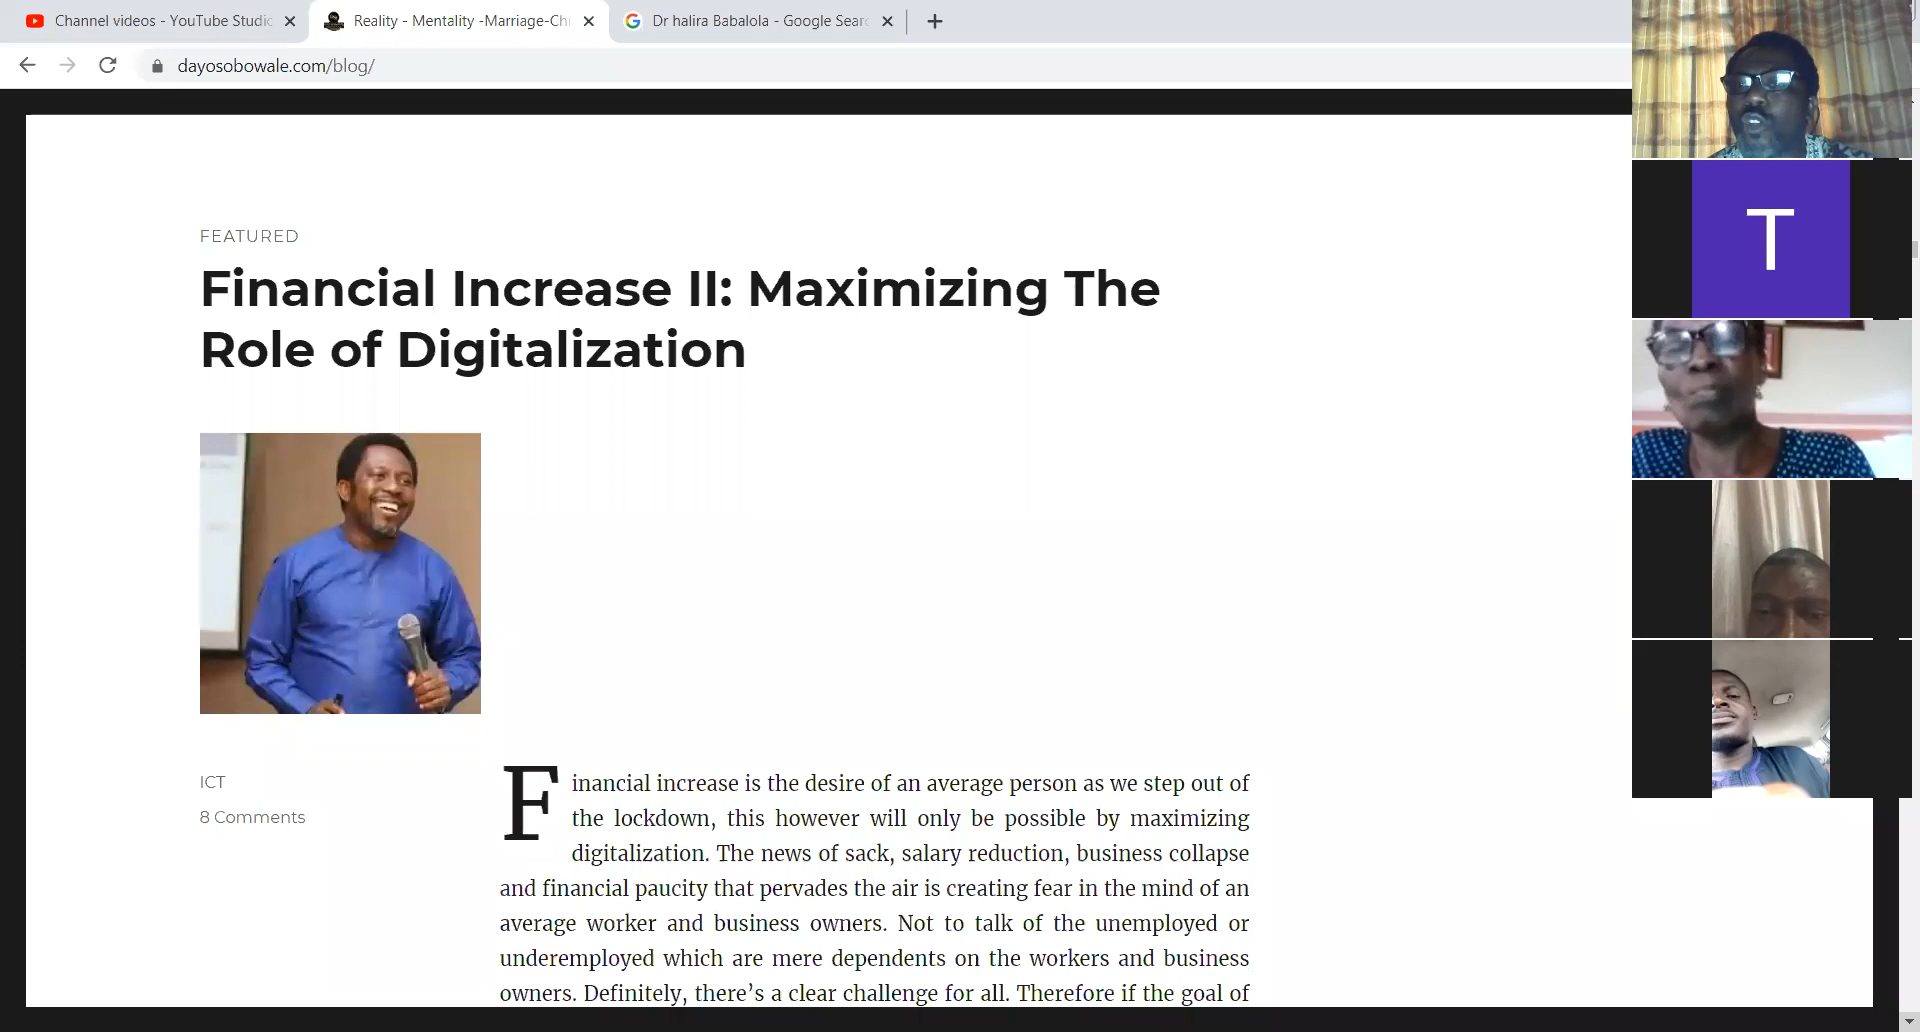 Channel videos - YouTube Studio
Reality - Mentality -Marriage-Ch
Dr halira Babalola - Google Sear
dayosobowale.com/blog/
FEATURED
Financial Increase II: Maximizing The
Role of Digitalization
T
ICT
8 Comments
Financial increase is the desire of an average person as we step out of
the lockdown, this however will only be possible by maximizing
digitalization. The news of sack, salary reduction, business collapse
and financial paucity that pervades the air is creating fear in the mind of an
average worker and business owners. Not to talk of the unemployed or
underemployed which are mere dependents on the workers and business
owners. Definitely, there’s a clear challenge for all. Therefore if the goal of